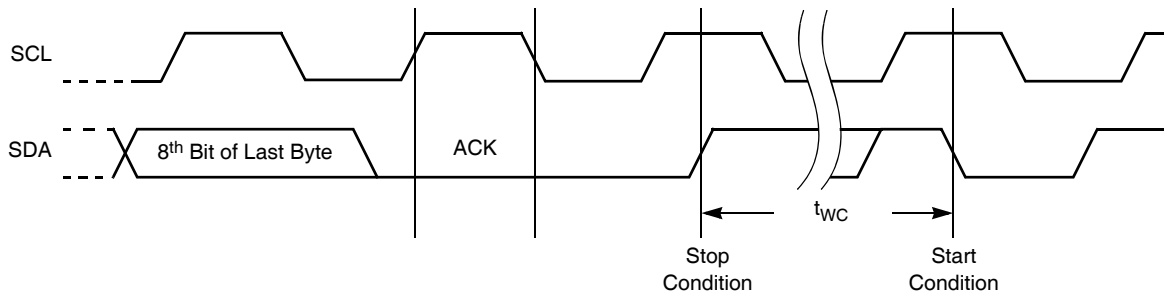 SCL
SDA
8th Bit of Last Byte
ACK
tWC
Stop
Condition
Start
Condition